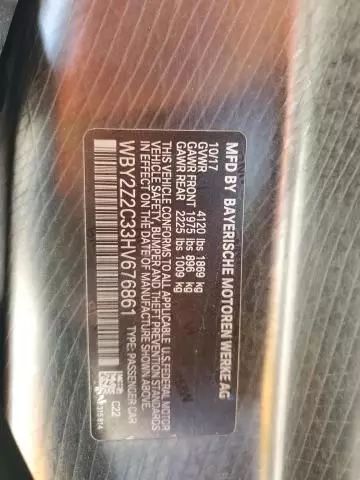 MFD BY BAYERISCHE MOTOREN WERKE AG
10/17
GVWR 4120 lbs 1869 kg
GAWR FRONT 1975 lbs 896 kg
GAWR REAR 2225 lbs 1009 kg
THIS VEHICLE CONFORMS TO ALL APPLICABLE U.S. FEDERAL MOTOR
VEHICLE SAFETY, BUMPER AND THEFT PREVENTION STANDARDS
IN EFFECT ON THE DATE OF MANUFACTURE SHOWN ABOVE.
WBY2Z2C33HV676861 TYPE: PASSENGER CAR
C22